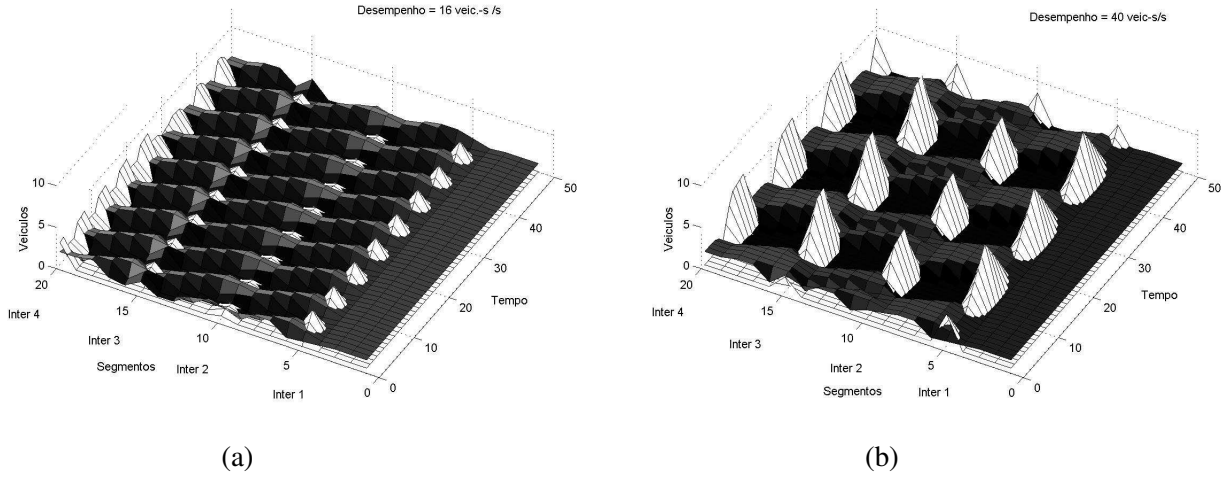 Desempenho = 16 veic.-s /s
10
5
0
Veiculos
20
15
10
5
0
Inter 4
Inter 3
Inter 2
Inter 1
Segmentos
0
10
20
30
40
50
Tempo
(a)
Desempenho = 40 veic-s/s
10
5
0
Veiculos
20
15
10
5
0
Inter 4
Inter 3
Inter 2
Inter 1
Segmentos
0
10
20
30
40
50
Tempo
(b)